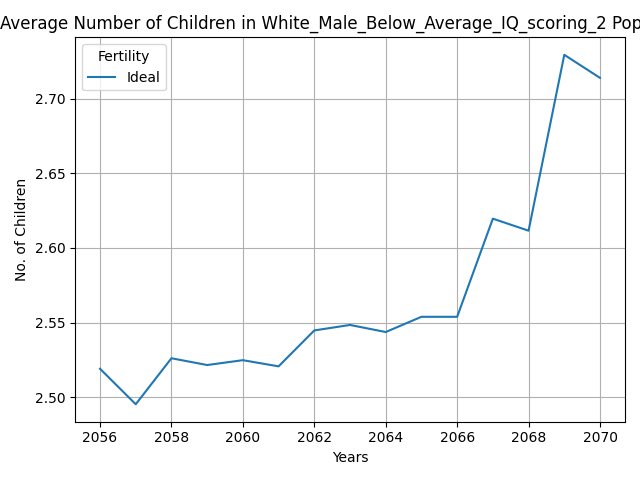 Average Number of Children in White_Male_Below_Average_IQ_scoring_2 Pop
Fertility
Ideal
No. of Children
2.70
2.65
2.60
2.55
2.50
2056 2058 2060 2062 2064 2066 2068 2070
Years